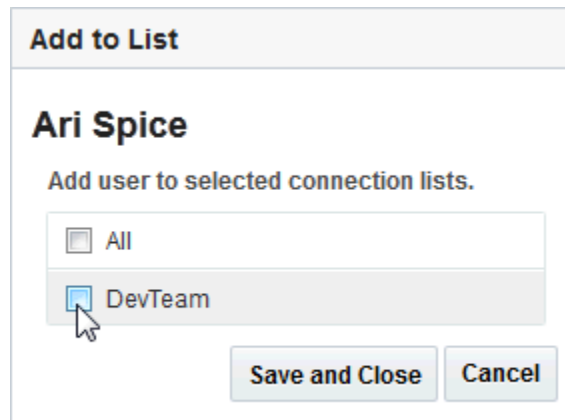 Add to List
Ari Spice
Add user to selected connection lists.
All
DevTeam
Save and Close Cancel